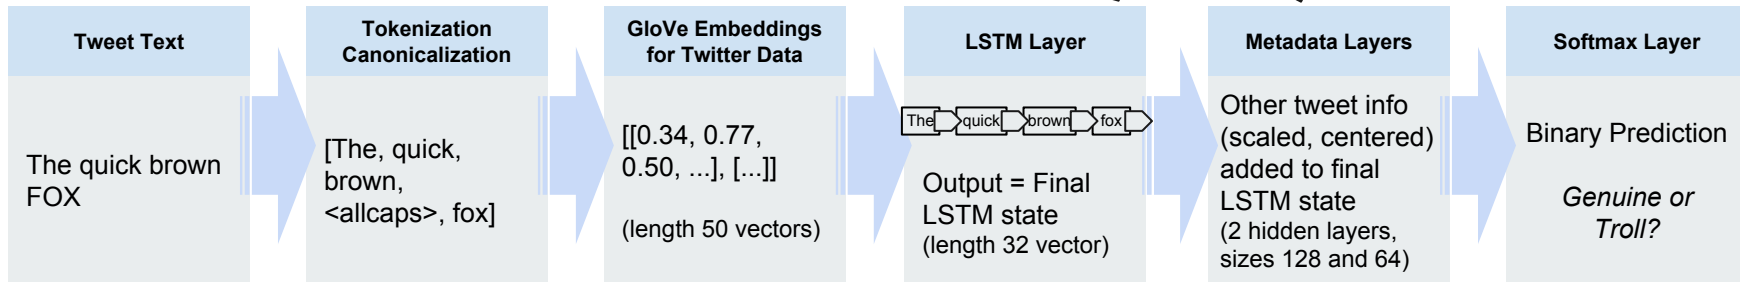 Tweet Text
The quick brown
FOX
Tokenization
Canonicalization
[The, quick,
brown,
<allcaps>, fox]
GloVe Embeddings
for Twitter Data
[[0.34, 0.77,
0.50, ...], [...]]
(length 50 vectors)
LSTM Layer
The quick brown fox
Output = Final
LSTM state
(length 32 vector)
Metadata Layers
Other tweet info
(scaled, centered)
added to final
LSTM state
(2 hidden layers,
sizes 128 and 64)
Softmax Layer
Binary Prediction
Genuine or
Troll?